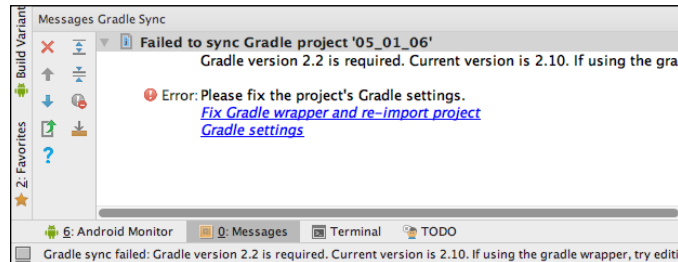 Messages Gradle Sync
Build Variant
2: Favorites
Failed to sync Gradle project '05_01_06'
Gradle version 2.2 is required. Current version is 2.10. If using the gra
Error: Please fix the project's Gradle settings.
Fix Gradle wrapper and re-import project
Gradle settings
?
6: Android Monitor 0: Messages Terminal TODO
Gradle sync failed: Gradle version 2.2 is required. Current version is 2.10. If using the gradle wrapper, try editi